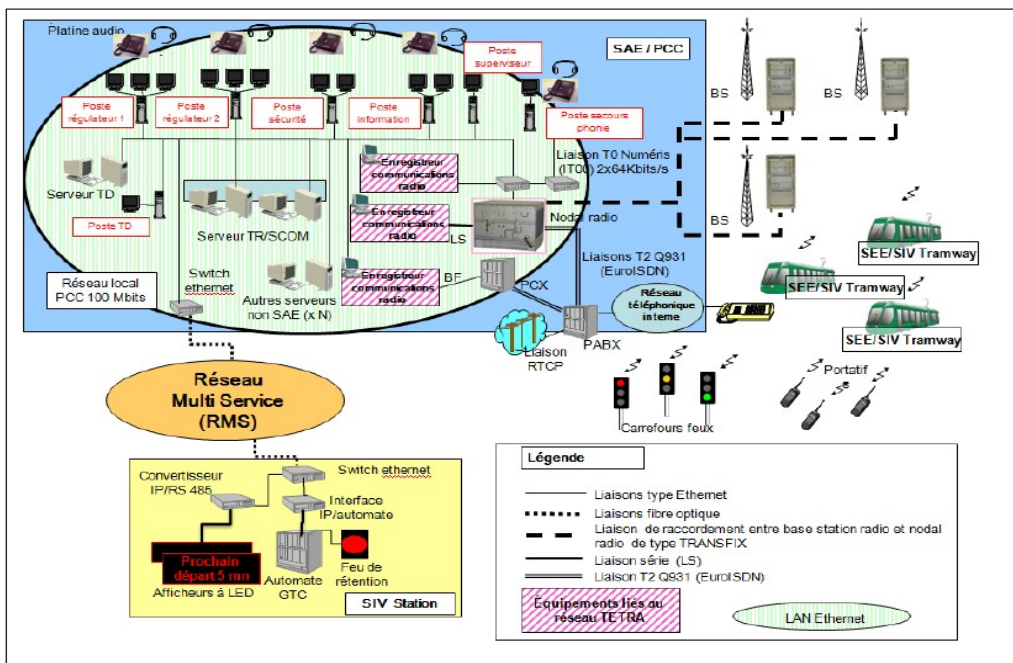 Platine audio
SAE / PCC
Poste
superviseur
Poste
régulateur 1
Poste
régulateur 2
Poste
sécurité
Poste
information
Poste secours
phonie
BS
BS
BS
Serveur TD
Poste TD
Serveur TR/SCOM
Enregistreur
communications
radio
Enregistreur
communications
radio
Enregistreur
communications
radio
Liaison T0 Numéris
(IT00) 2x64Kbits/s
Nodal radio
LS
BF
Liaisons T2 Q931
(EuroISDN)
Réseau local
PCC 100 Mbits
Switch
ethernet
Autres serveurs
non SAE (x N)
PCX
PABX
Liaison
RTCP
Réseau
téléphonique
interne
SEE/SIV Tramway
SEE/SIV Tramway
SEE/SIV Tramway
Portatif
s
Carrefours feux
Réseau
Multi Service
(RMS)
Convertisseur
IP/RS 485
Switch ethernet
Interface
IP/automate
Prochain
départ 5 mn
Afficheurs à LED
Automate
GTC
Feu de
rétention
SIV Station
Légende
Liaisons type Ethernet
Liaisons fibre optique
Liaison de raccordement entre base station radio et nodal
radio de type TRANSFIX
Liaison série (LS)
Liaison T2 Q931 (EuroISDN)
Équipements liés au
réseau TETRA
LAN Ethernet